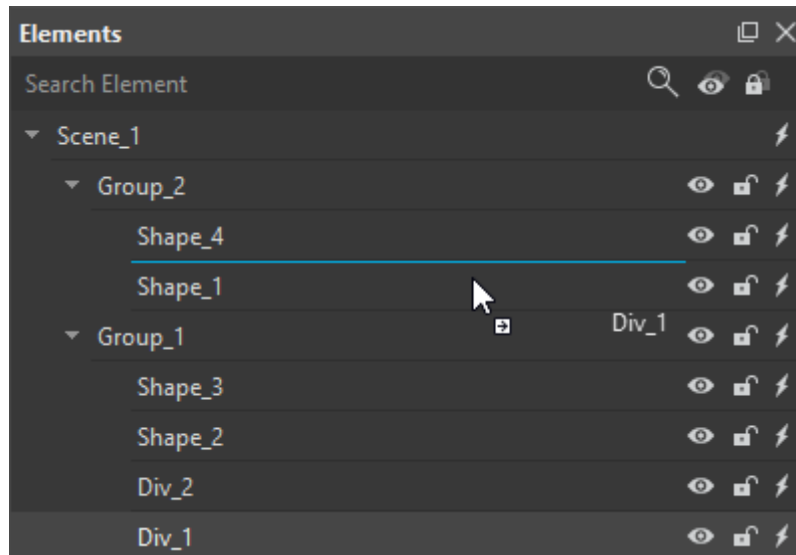 Elements
Search Element
Scene_1
Group_2
Shape_4
Shape_1
Div_1
Group_1
Shape_3
Shape_2
Div_2
Div_1